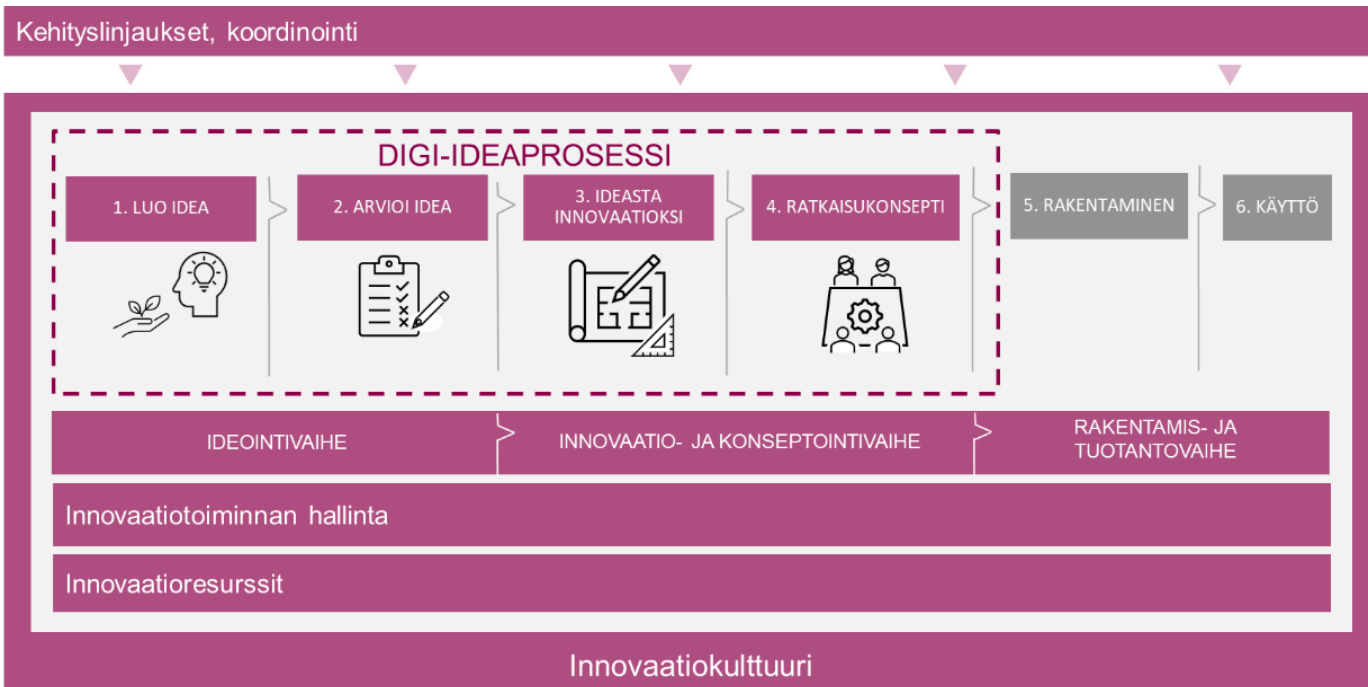 Kehityslinjaukset, koordinointi
DIGI-IDEAPROSESSI
1. LUO IDEA
2. ARVIOI IDEA
3. IDEASTA
INNOVAATIOKSI
4. RATKAISUKONSEPTI
5. RAKENTAMINEN
6. KÄYTTÖ
IDEOINTIVAIHE
INNOVAATIO- JA KONSEPTOINTIVAIHE
RAKENTAMIS- JA
TUOTANTOVAIHE
Innovaatiotoiminnan hallinta
Innovaatioresurssit
Innovaatiokulttuuri